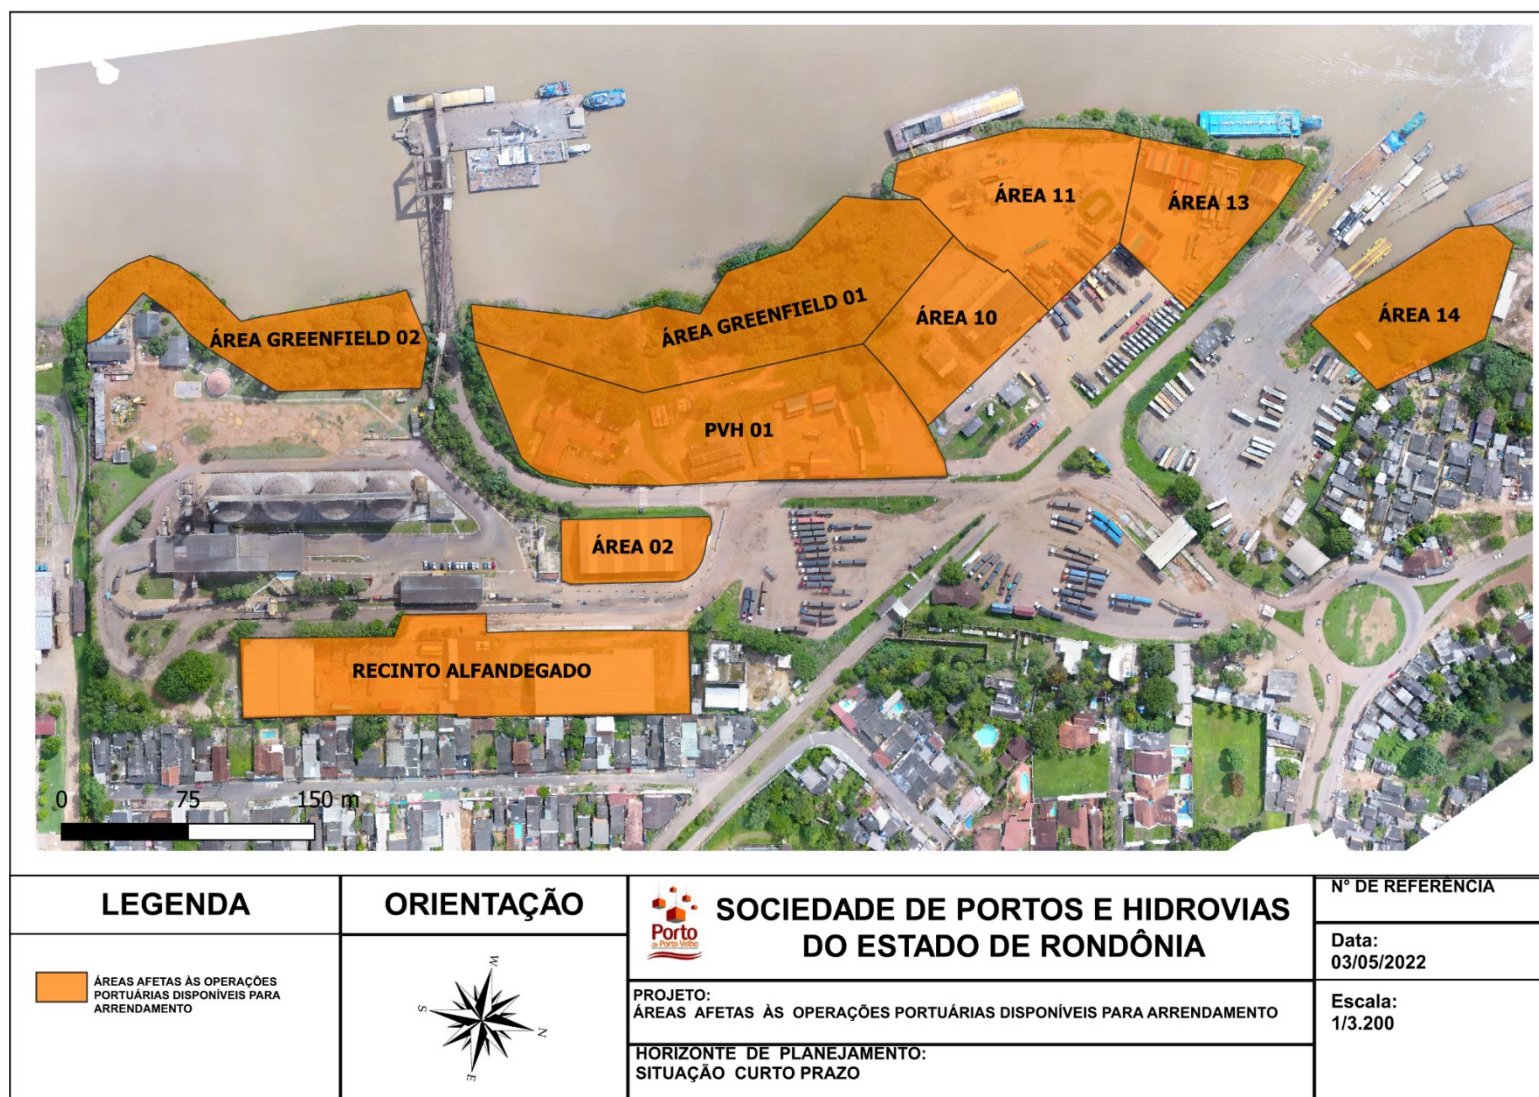 ÁREA 11
ÁREA 13
ÁREA GREENFIELD 02
ÁREA GREENFIELD 01
ÁREA 10
ÁREA 14
PVH 01
ÁREA 02
RECINTO ALFANDEGADO
0 75 150 m
LEGENDA
ÁREAS AFETAS ÀS OPERAÇÕES
PORTUÁRIAS DISPONÍVEIS PARA
ARRENDAMENTO
ORIENTAÇÃO
W
S
N
E
Porto
de Porto Velho
SOCIEDADE DE PORTOS E HIDROVIAS
DO ESTADO DE RONDÔNIA
PROJETO:
ÁREAS AFETAS ÀS OPERAÇÕES PORTUÁRIAS DISPONÍVEIS PARA ARRENDAMENTO
HORIZONTE DE PLANEJAMENTO:
SITUAÇÃO CURTO PRAZO
N° DE REFERÊNCIA
Data:
03/05/2022
Escala:
1/3.200